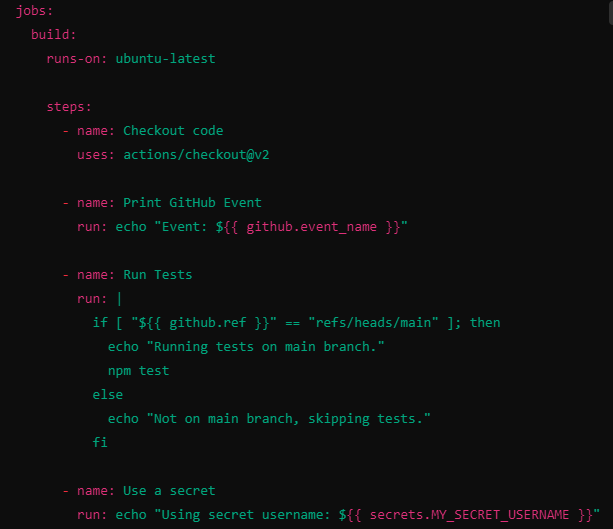 jobs:
build:
runs-on: ubuntu-latest
steps:
- name: Checkout code
uses: actions/checkout@v2
- name: Print GitHub Event
run: echo "Event: ${{ github.event_name }}"
- name: Run Tests
run: |
if [ "${{ github.ref }}" == "refs/heads/main" ]; then
echo "Running tests on main branch."
npm test
else
echo "Not on main branch, skipping tests."
fi
- name: Use a secret
run: echo "Using secret username: ${{ secrets.MY_SECRET_USERNAME }}"